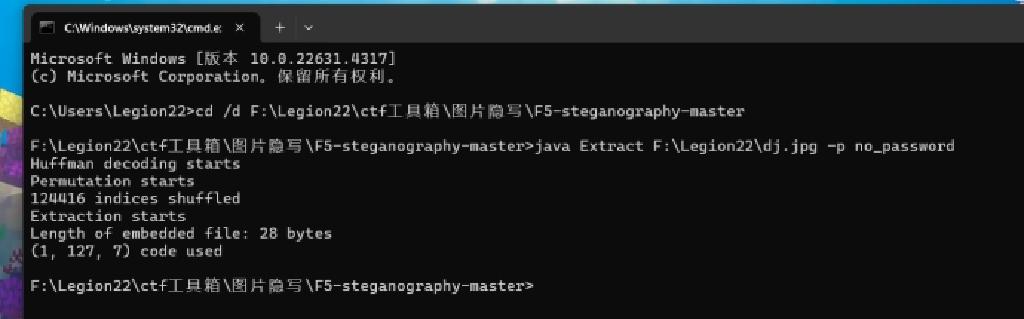 C:\Windows\system32\cmd.e
Microsoft Windows [版本 10.0.22631.4317]
(c) Microsoft Corporation。保留所有权利。
C:\Users\Legion22>cd /d F:\Legion22\ctf工具箱\图片隐写\F5-steganography-master
F:\Legion22\ctf工具箱\图片隐写\F5-steganography-master>java Extract F:\Legion22\dj.jpg -p no_password
Huffman decoding starts
Permutation starts
124416 indices shuffled
Extraction starts
Length of embedded file: 28 bytes
(1, 127, 7) code used
F:\Legion22\ctf工具箱\图片隐写\F5-steganography-master>